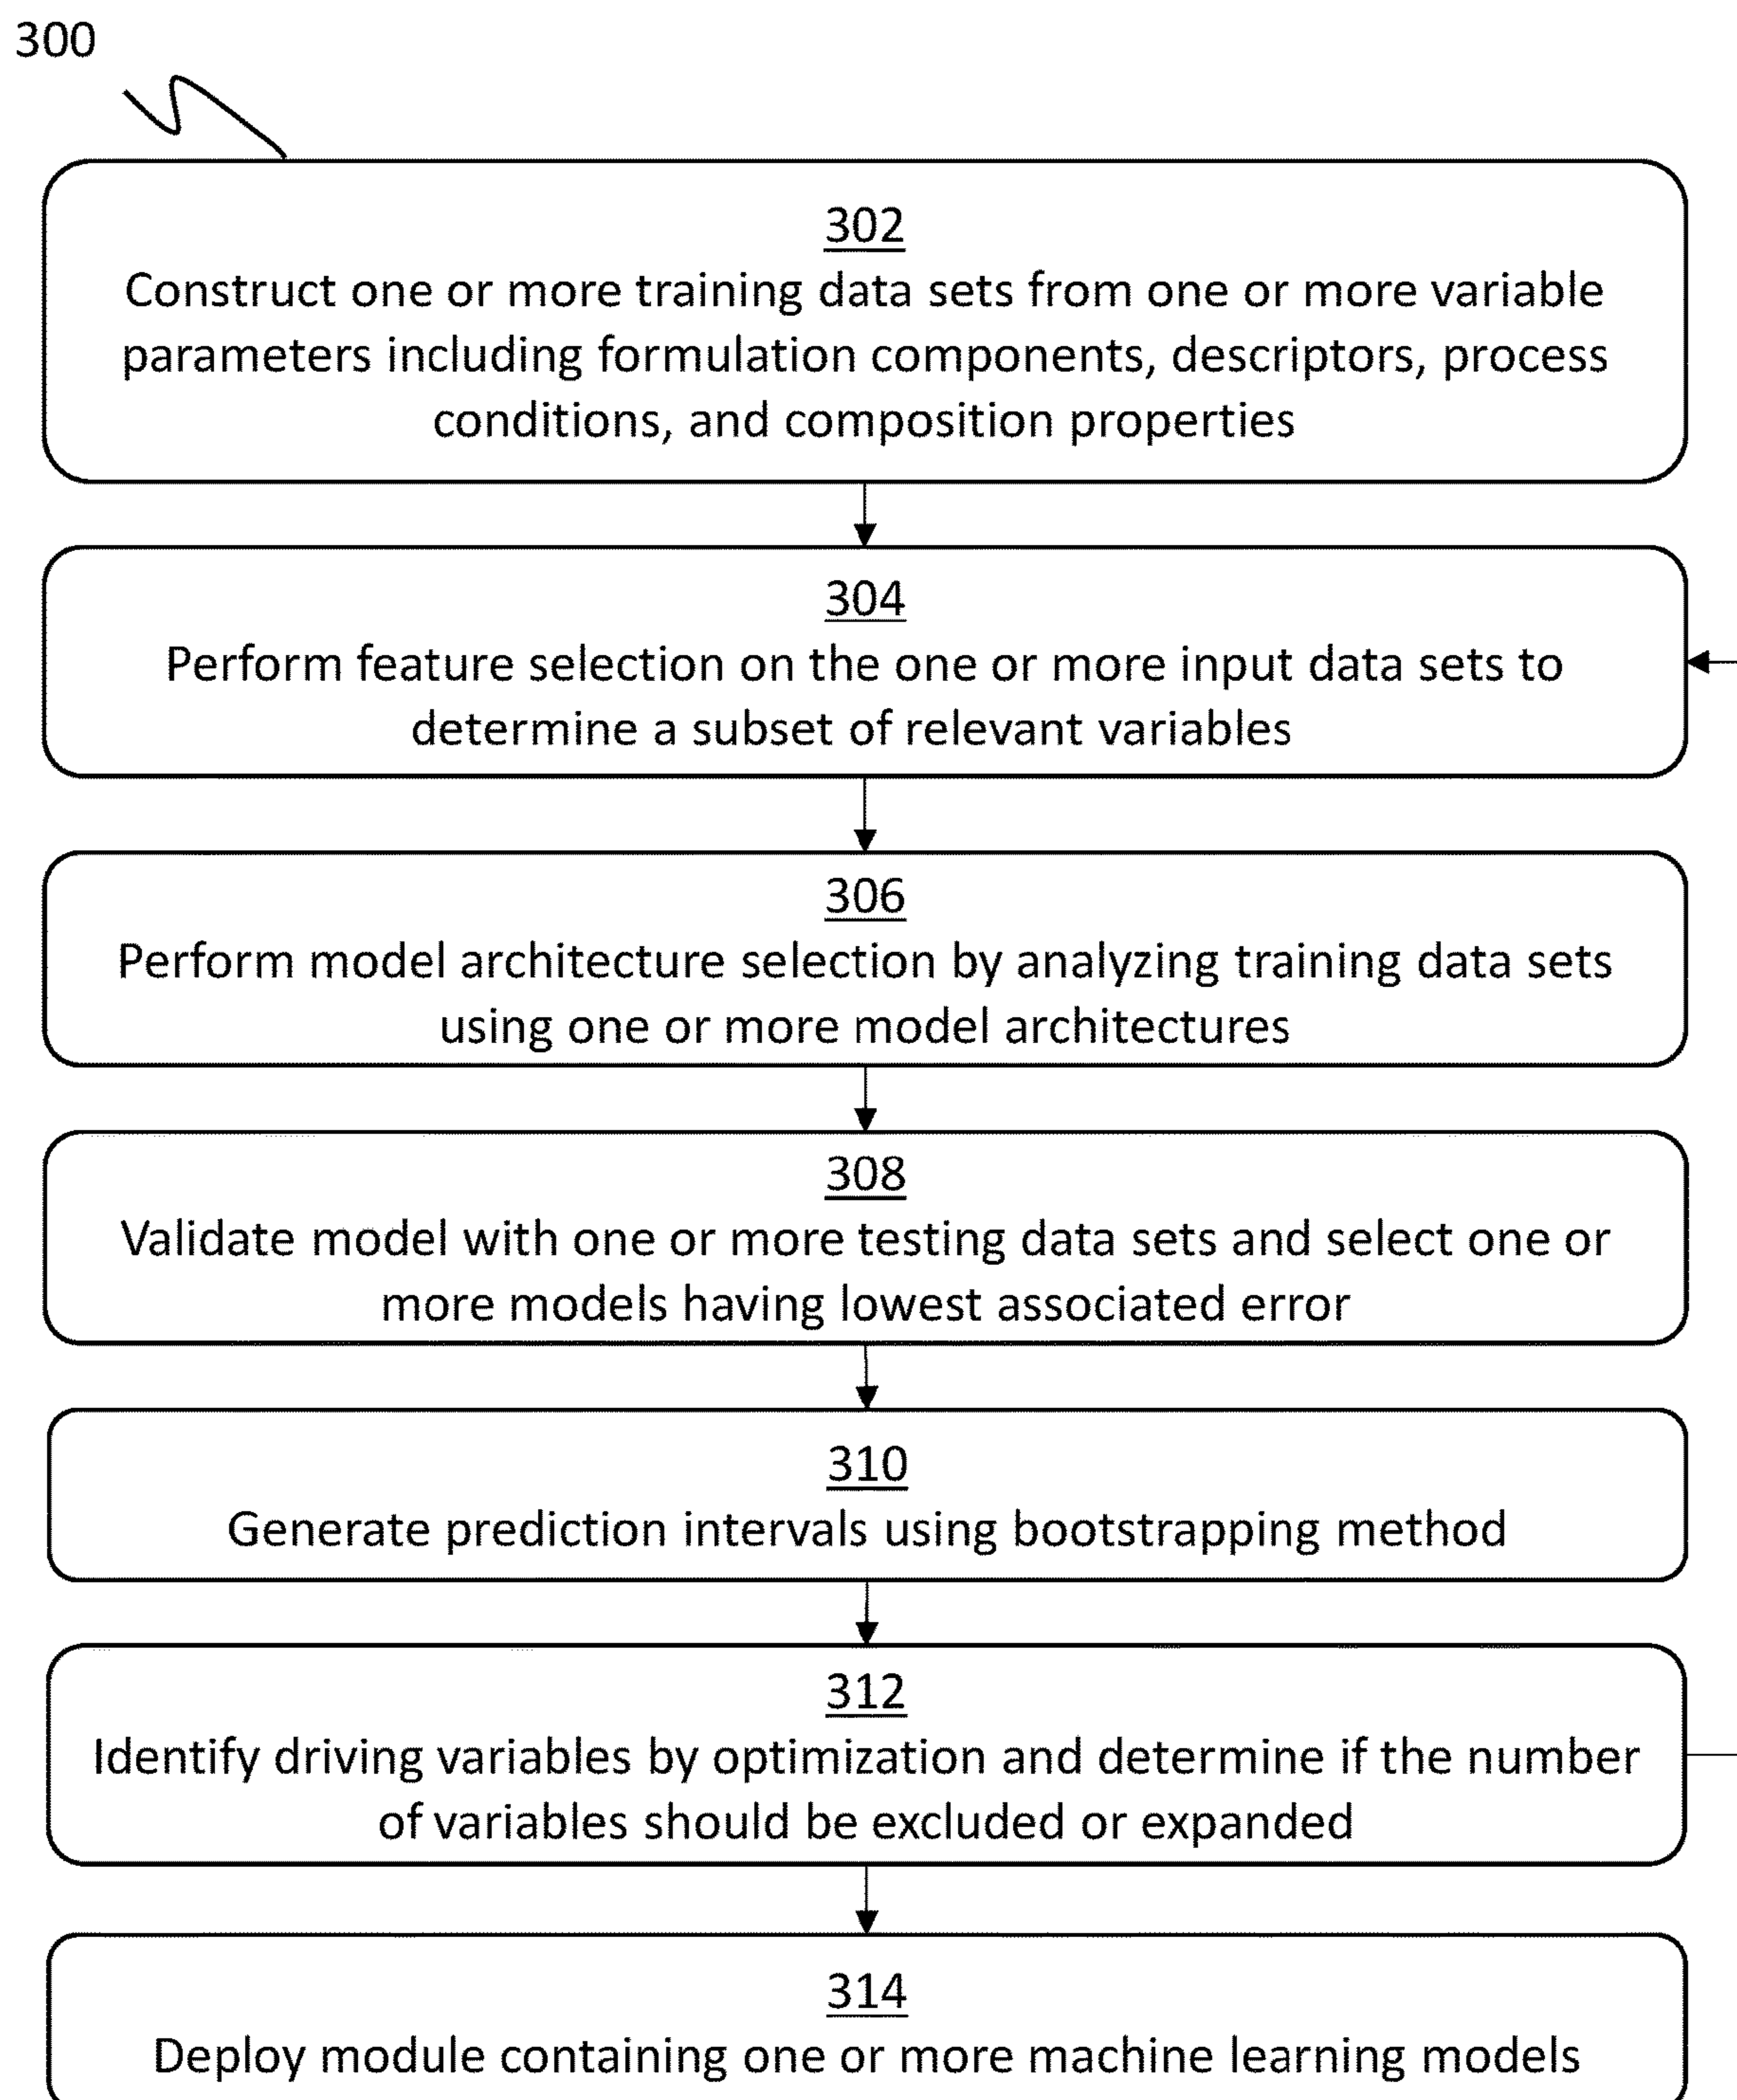 300
302
Construct one or more training data sets from one or more variable
parameters including formulation components, descriptors, process
conditions, and composition properties
304
Perform feature selection on the one or more input data sets to
determine a subset of relevant variables
306
Perform model architecture selection by analyzing training data sets
using one or more model architectures
308
Validate model with one or more testing data sets and select one or
more models having lowest associated error
310
Generate prediction intervals using bootstrapping method
312
Identify driving variables by optimization and determine if the number
of variables should be excluded or expanded
314
Deploy module containing one or more machine learning models